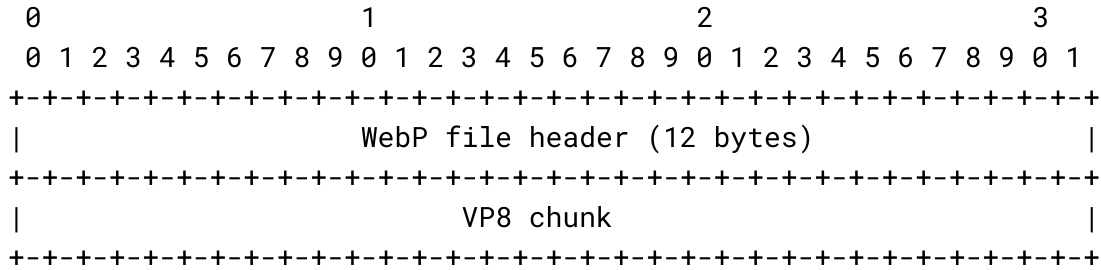 0                   1                   2                   3
 0 1 2 3 4 5 6 7 8 9 0 1 2 3 4 5 6 7 8 9 0 1 2 3 4 5 6 7 8 9 0 1
+-+-+-+-+-+-+-+-+-+-+-+-+-+-+-+-+-+-+-+-+-+-+-+-+-+-+-+-+-+-+-+-+
|                    WebP file header (12 bytes)                |
+-+-+-+-+-+-+-+-+-+-+-+-+-+-+-+-+-+-+-+-+-+-+-+-+-+-+-+-+-+-+-+-+
|                          VP8 chunk                            |
+-+-+-+-+-+-+-+-+-+-+-+-+-+-+-+-+-+-+-+-+-+-+-+-+-+-+-+-+-+-+-+-+